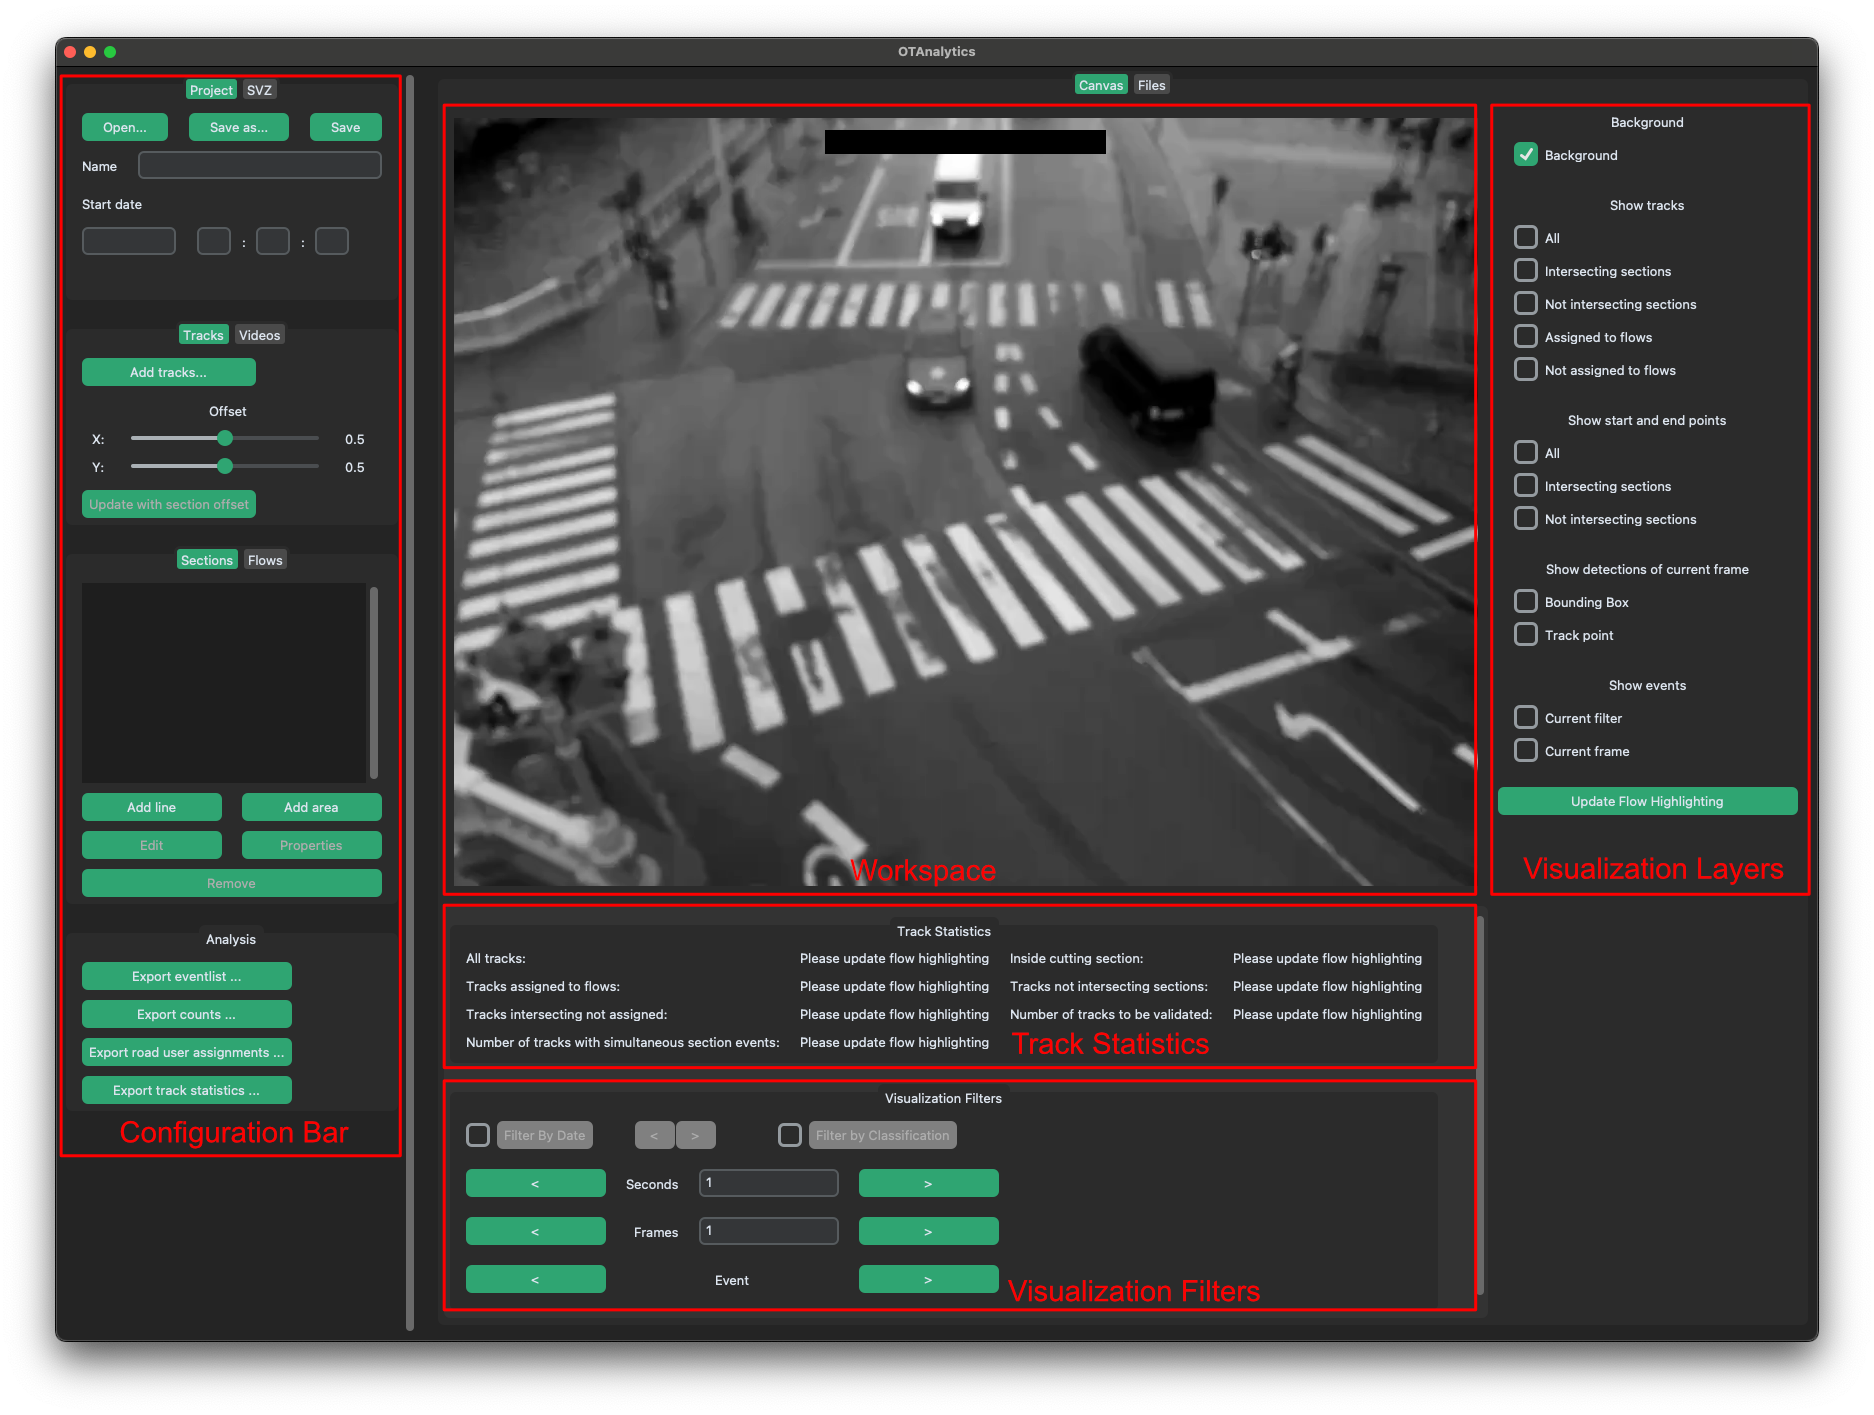 OTAnalytics
Project SVZ
Open... Save as... Save
Name
Start date
: :
Tracks Videos
Add tracks...
Offset
X: 0.5
Y: 0.5
Update with section offset
Sections Flows
Add line Add area
Edit Properties
Remove
Analysis
Export eventlist ...
Export counts ...
Export road user assignments ...
Export track statistics ...
Configuration Bar
Canvas Files
Workspace
Background
Background
Show tracks
All
Intersecting sections
Not intersecting sections
Assigned to flows
Not assigned to flows
Show start and end points
All
Intersecting sections
Not intersecting sections
Show detections of current frame
Bounding Box
Track point
Show events
Current filter
Current frame
Update Flow Highlighting
Visualization Layers
Track Statistics
All tracks: Please update flow highlighting Inside cutting section: Please update flow highlighting
Tracks assigned to flows: Please update flow highlighting Tracks not intersecting sections: Please update flow highlighting
Tracks intersecting not assigned: Please update flow highlighting Number of tracks to be validated: Please update flow highlighting
Number of tracks with simultaneous section events: Please update flow highlighting
Track Statistics
Visualization Filters
Filter By Date < > Filter by Classification
< Seconds 1 >
< Frames 1 >
< Event >
Visualization Filters